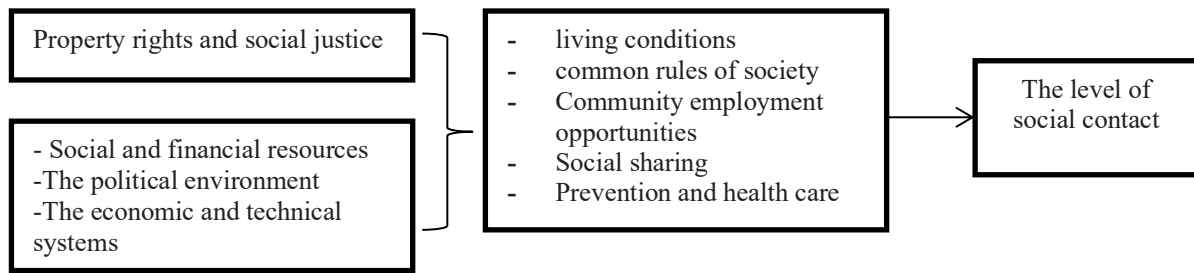 Property rights and social justice
- Social and financial resources
-The political environment
-The economic and technical
systems
- living conditions
- common rules of society
- Community employment
opportunities
- Social sharing
- Prevention and health care
The level of
social contact